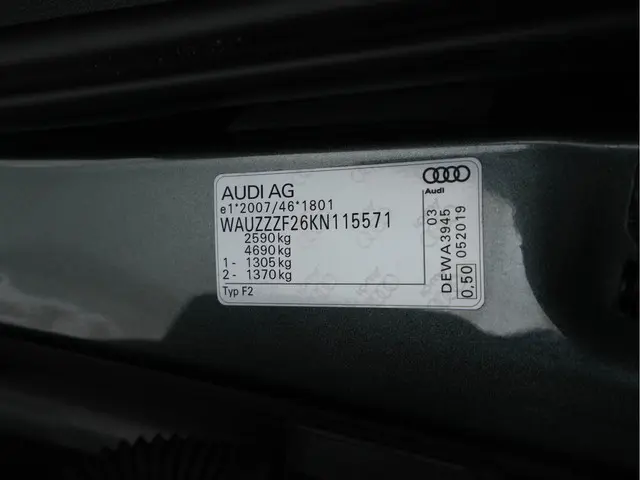 AUDI AG
e1*2007/46*1801
WAUZZZF26KN115571
2590kg
4690kg
1- 1305kg
2- 1370kg
Typ F2
Audi
03
DEWA3945
052019
0,50